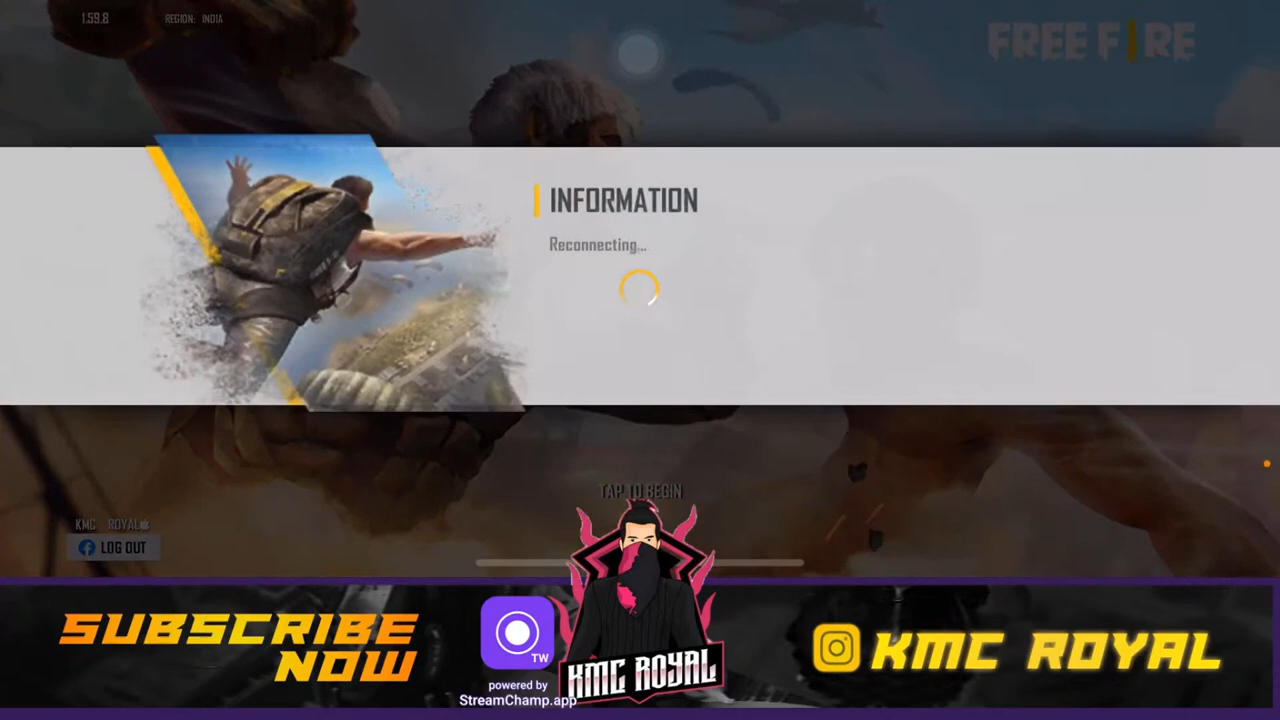 1.59.8
REGION: INDIA
FREE FIRE
INFORMATION
Reconnecting...
TAP TO BEGIN
KMC ROYAL
LOG OUT
SUBSCRIBE
NOW
TW
powered by
StreamChamp.app
KMC ROYAL
KMC ROYAL